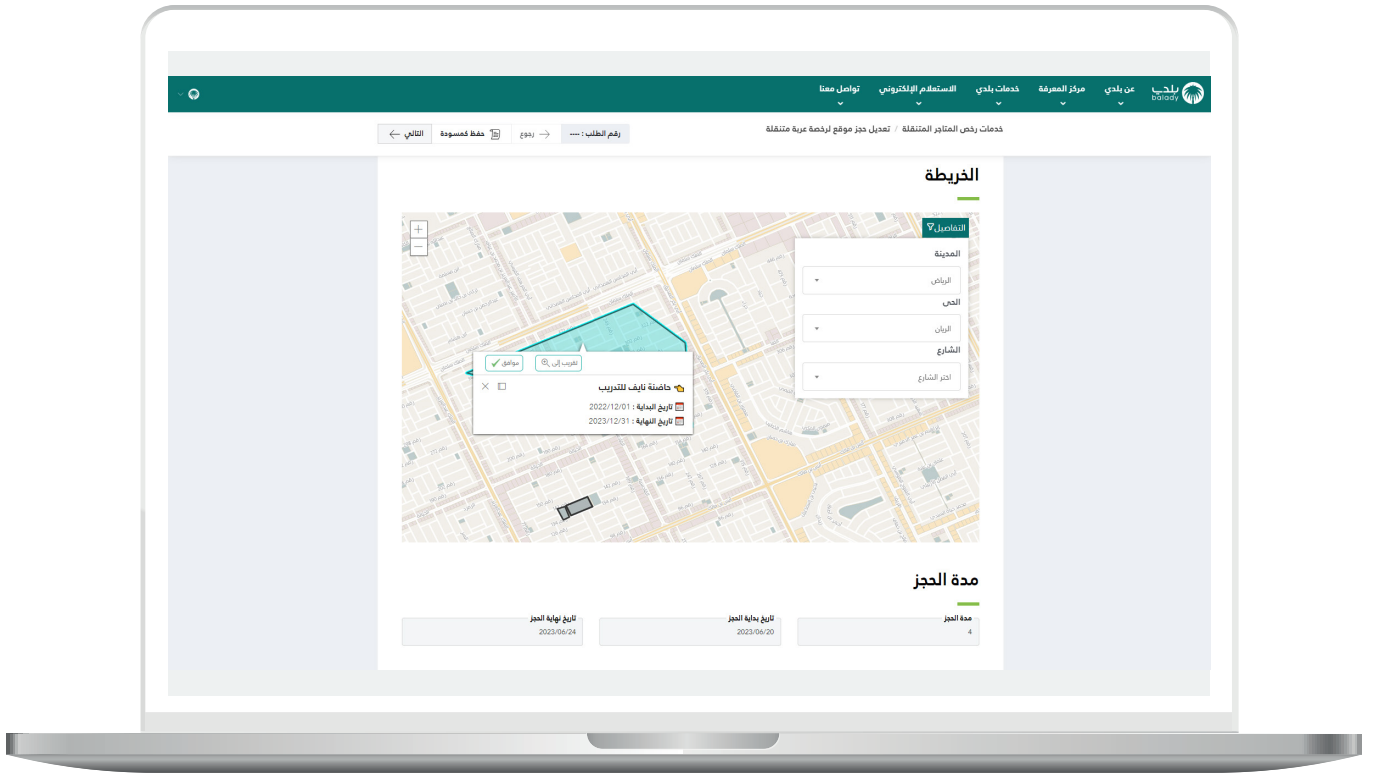 بلدي
balady
عن بلدي
مركز المعرفة
خدمات بلدي
الاستعلام الإلكتروني
تواصل معنا
خدمات رخص المتاجر المتنقلة / تعديل حجز موقع لرخصة عربة متنقلة
رقم الطلب : ----
رجوع
حفظ كمسودة
التالي
الخريطة
التفاصيل
المدينة
الرياض
الحي
الريان
الشارع
اختر الشارع
+
−
تقريب إلى
موافق
حاضنة نايف للتدريب
تاريخ البداية : 2022/12/01
تاريخ النهاية : 2023/12/31
مدة الحجز
مدة الحجز
4
تاريخ بداية الحجز
2023/06/20
تاريخ نهاية الحجز
2023/06/24